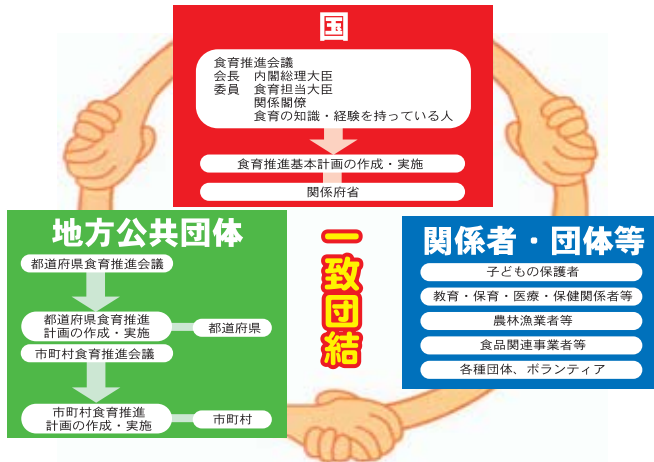 国
食育推進会議
会長　内閣総理大臣
委員　食育担当大臣
関係閣僚
食育の知識・経験を持っている人
食育推進基本計画の作成・実施
関係府省
地方公共団体
都道府県食育推進会議
都道府県食育推進
計画の作成・実施
都道府県
市町村食育推進会議
市町村食育推進
計画の作成・実施
市町村
一致団結
関係者・団体等
子どもの保護者
教育・保育・医療・保健関係者等
農林漁業者等
食品関連事業者等
各種団体、ボランティア